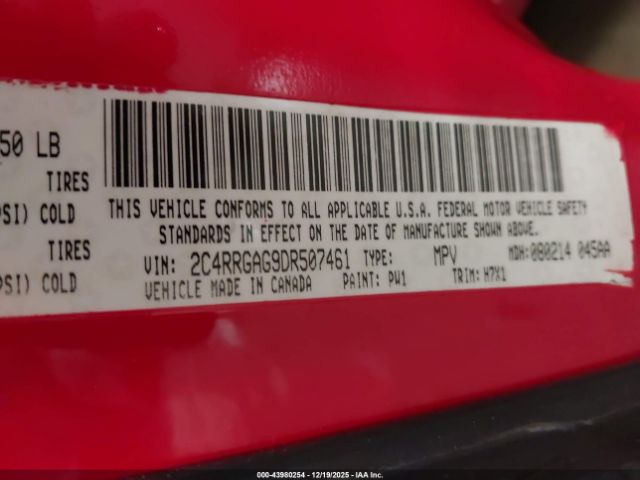 50 LB
TIRES
PSI) COLD
TIRES
PSI) COLD
THIS VEHICLE CONFORMS TO ALL APPLICABLE U.S.A. FEDERAL MOTOR VEHICLE SAFETY
STANDARDS IN EFFECT ON THE DATE OF MANUFACTURE SHOWN ABOVE.
VIN: 2C4RRGAG9DR507461 TYPE: MPV MDH: 080214 045AA
VEHICLE MADE IN CANADA PAINT: PW1 TRIM: H7X1
000-43980254 - 12/19/2025 - IAA Inc.